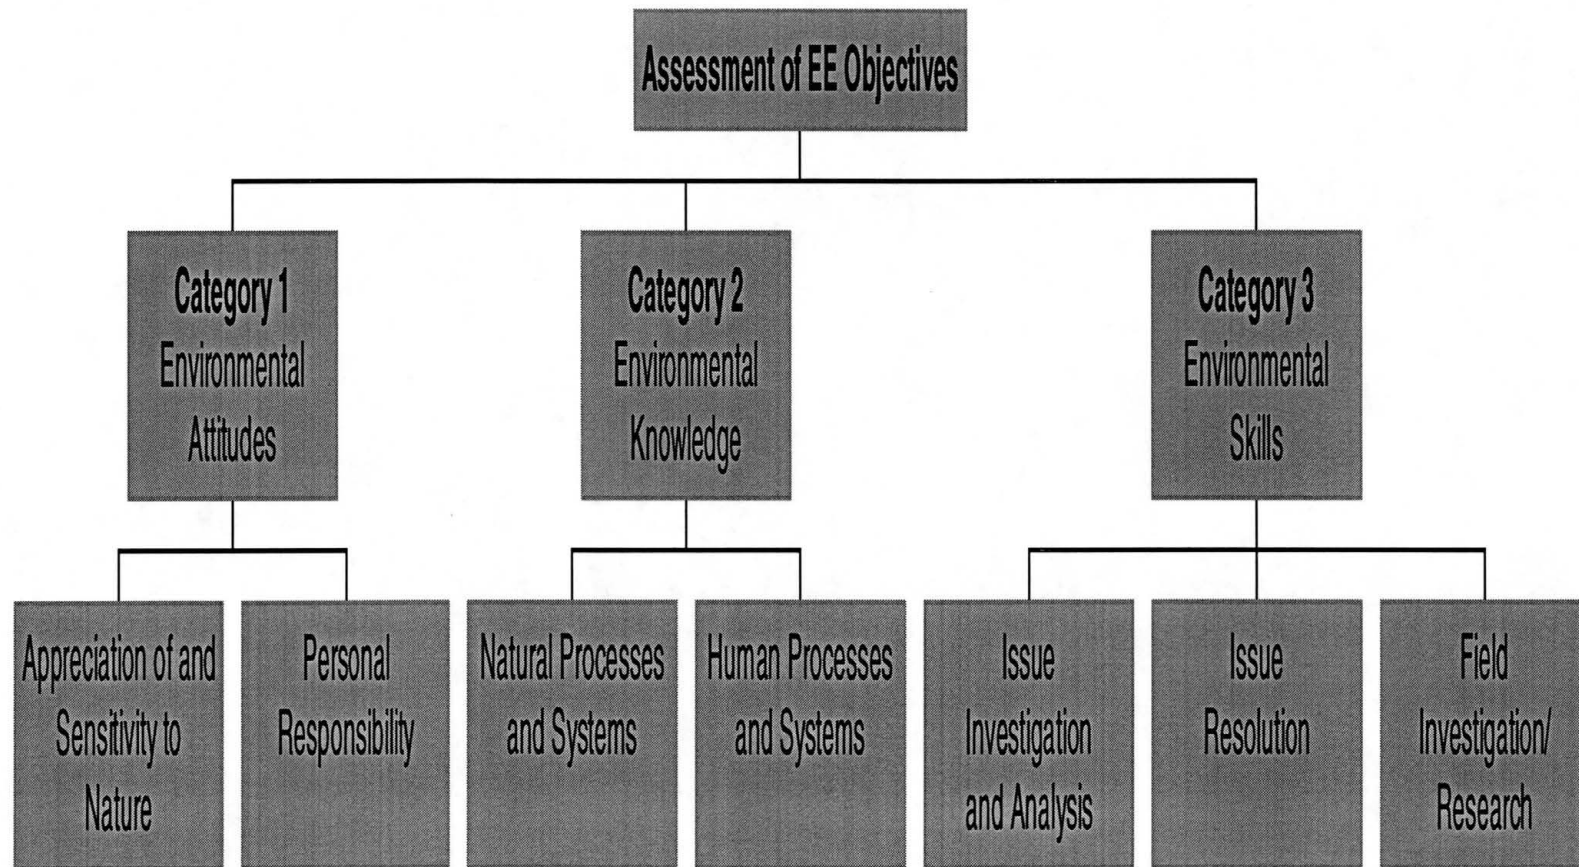 Assessment of EE Objectives
Category 1
Environmental
Attitudes
Category 2
Environmental
Knowledge
Category 3
Environmental
Skills
Appreciation of and
Sensitivity to
Nature
Personal
Responsibility
Natural Processes
and Systems
Human Processes
and Systems
Issue
Investigation
and Analysis
Issue
Resolution
Field
Investigation/
Research